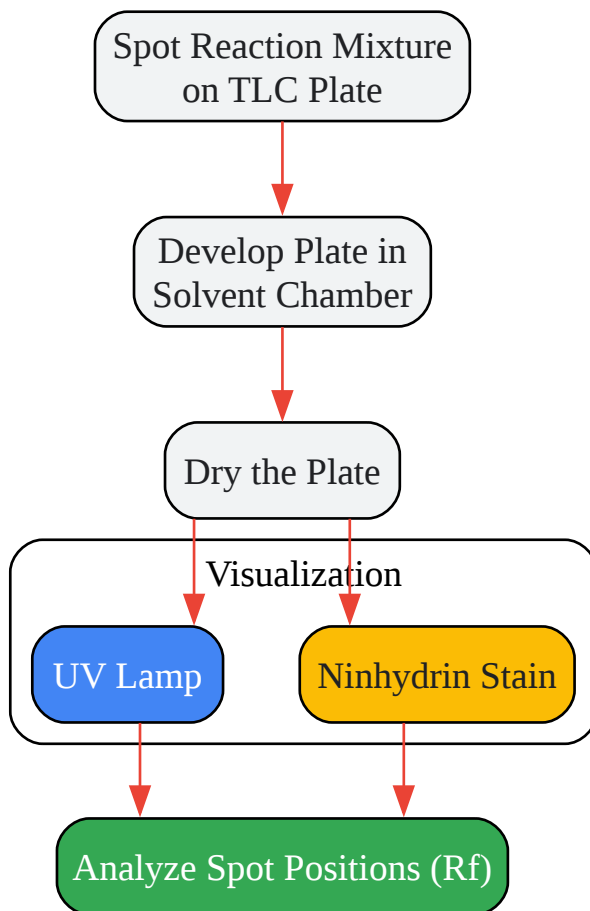 Spot Reaction Mixture
on TLC Plate
Develop Plate in
Solvent Chamber
Dry the Plate
Visualization
UV Lamp
Ninhydrin Stain
Analyze Spot Positions (Rf)